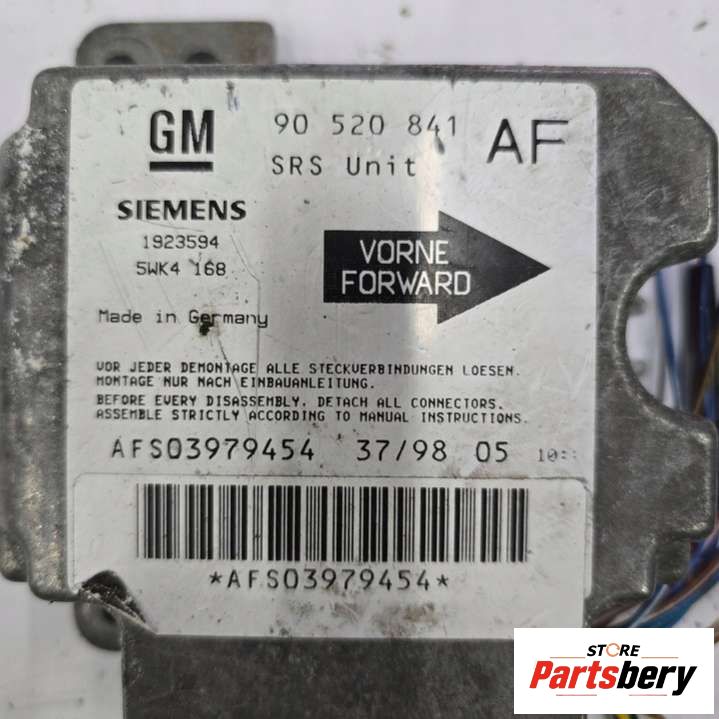 GM
90 520 841 AF
SRS Unit
SIEMENS
1923594
5WK4 168
VORNE
FORWARD
Made in Germany
VOR JEDER DEMONTAGE ALLE STECKVERBINDUNGEN LOESEN.
MONTAGE NUR NACH EINBAUANLEITUNG.
BEFORE EVERY DISASSEMBLY. DETACH ALL CONNECTORS.
ASSEMBLE STRICTLY ACCORDING TO MANUAL INSTRUCTIONS.
AFS03979454 37/98 05
*AFS03979454*
STORE
Partsbery